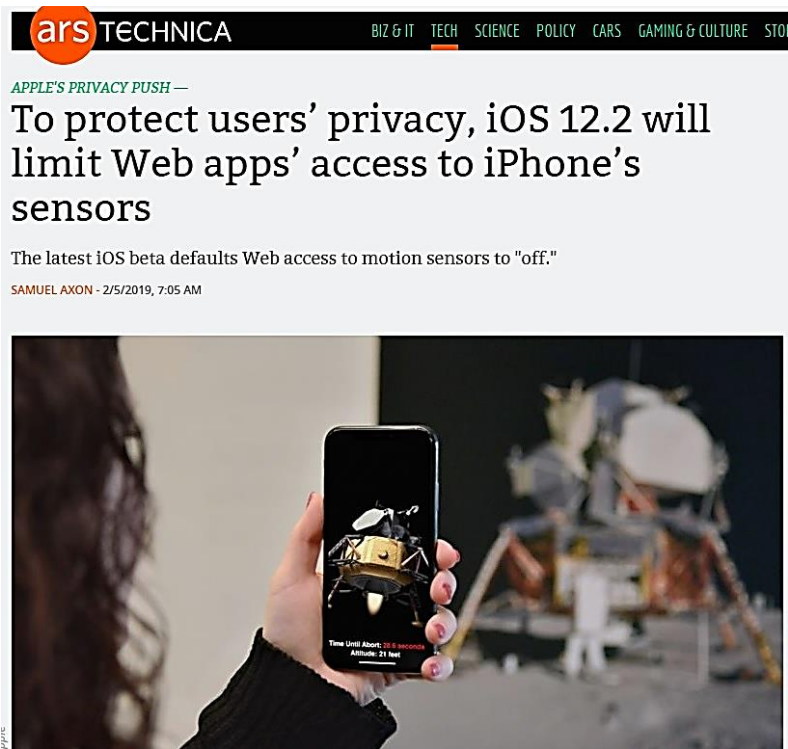 ars TECHNICA
BIZ & IT TECH SCIENCE POLICY CARS GAMING & CULTURE
APPLE'S PRIVACY PUSH —
To protect users’ privacy, iOS 12.2 will
limit Web apps’ access to iPhone’s
sensors
The latest iOS beta defaults Web access to motion sensors to "off."
SAMUEL AXON - 2/5/2019, 7:05 AM
Time Until Abort: 28.6 seconds
Altitude: 21 feet